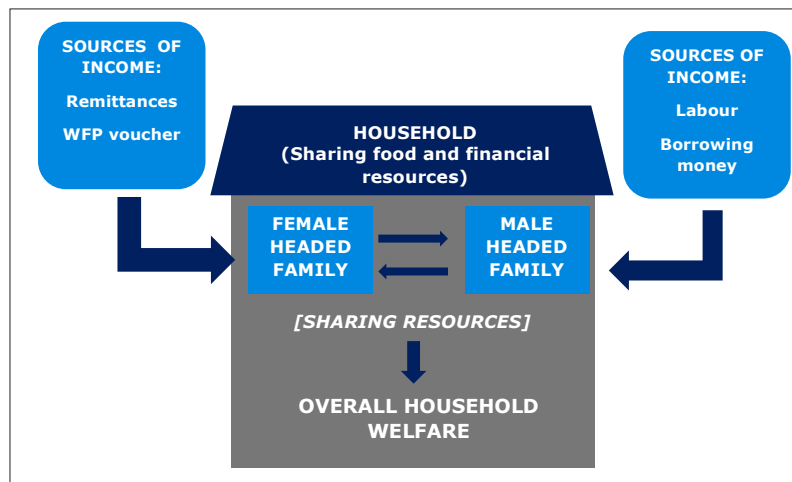 SOURCES OF
INCOME:
Remittances
WFP voucher
SOURCES OF
INCOME:
Labour
Borrowing
money
HOUSEHOLD
(Sharing food and financial
resources)
FEMALE
HEADED
FAMILY
MALE
HEADED
FAMILY
[SHARING RESOURCES]
OVERALL HOUSEHOLD
WELFARE